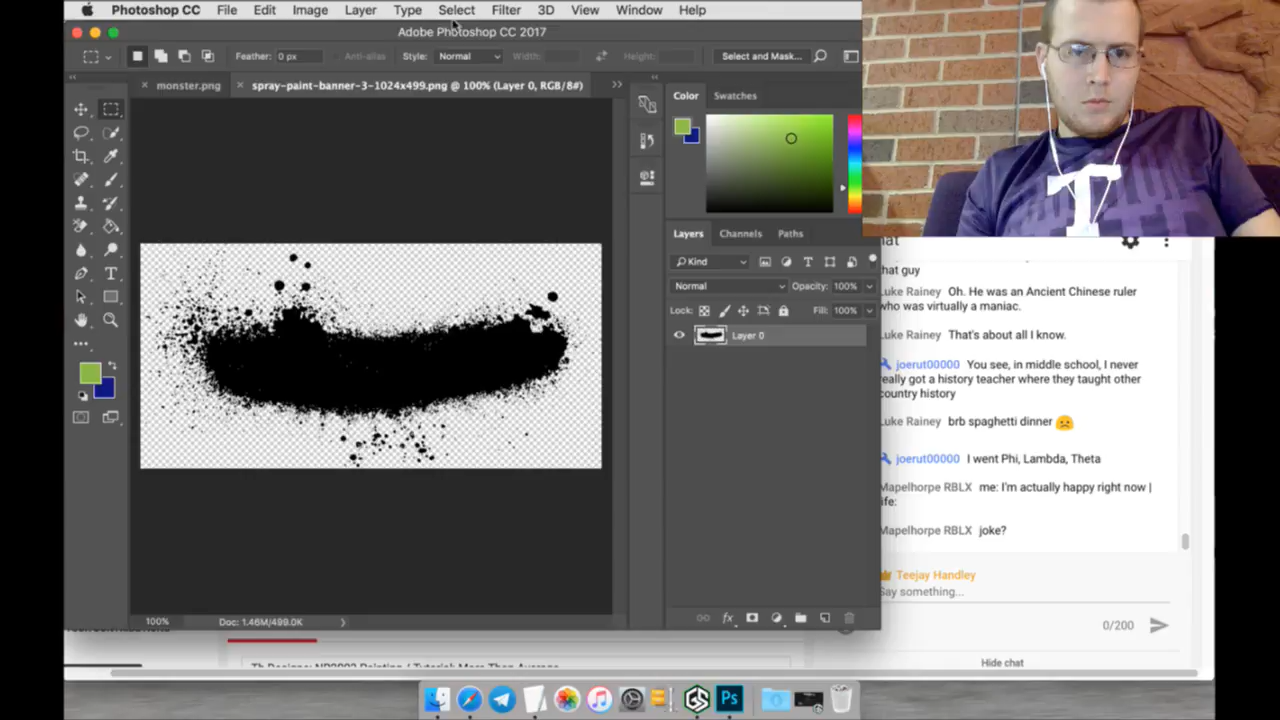 Photoshop CC File Edit Image Layer Type Select Filter 3D View Window Help
Adobe Photoshop CC 2017
Feather: 0 px Anti-alias Style: Normal Width: Height: Select and Mask...
monster.png spray-paint-banner-3-1024x499.png @ 100% (Layer 0, RGB/8#)
Color Swatches
Layers Channels Paths
Kind
Normal Opacity: 100%
Lock: Fill: 100%
Layer 0
100% Doc: 1.46M/499.0K
that guy
Luke Rainey Oh. He was an Ancient Chinese ruler
who was virtually a maniac.
Luke Rainey That's about all I know.
joerut00000 You see, in middle school, I never
really got a history teacher where they taught other
country history
Luke Rainey brb spaghetti dinner
joerut00000 I went Phi, Lambda, Theta
Mapelhorpe RBLX me: I'm actually happy right now |
life:
Mapelhorpe RBLX joke?
Teejay Handley
Say something...
0/200
Hide chat
Ps